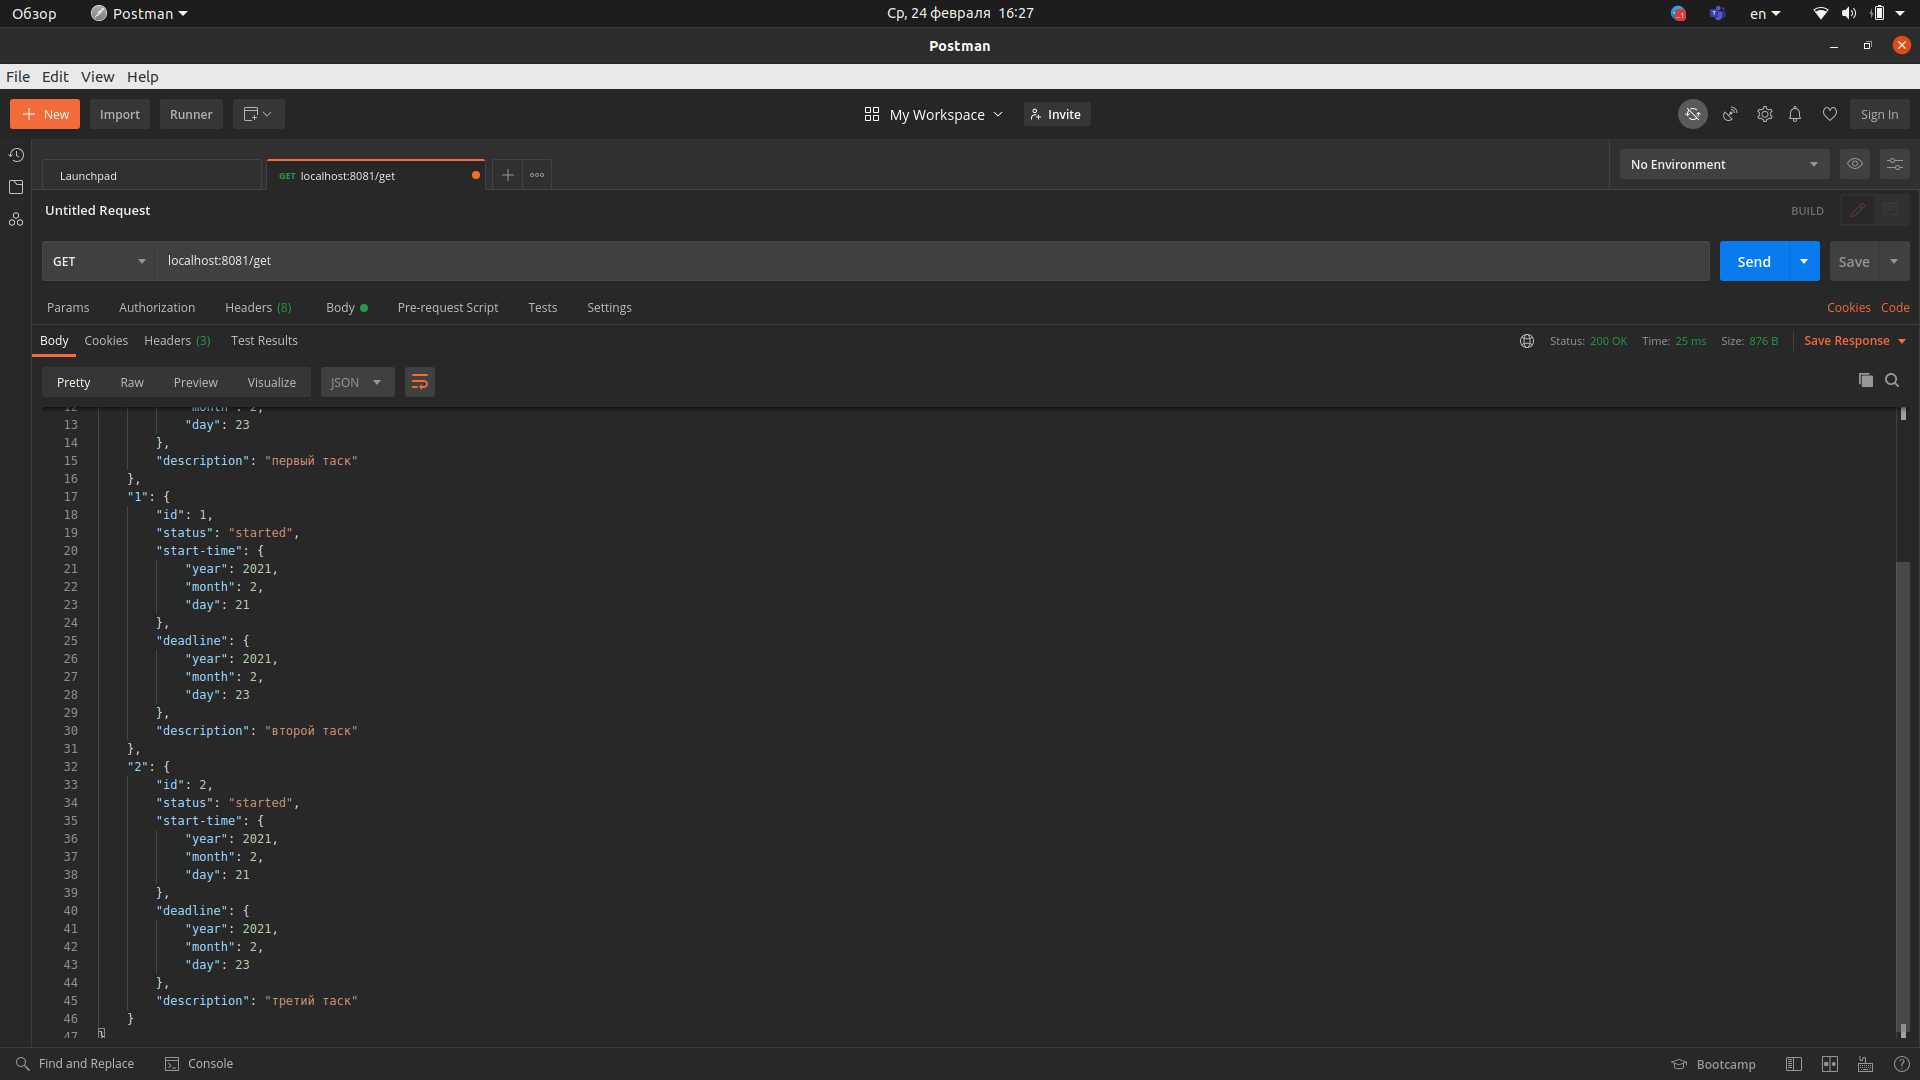 Обзор Postman Ср, 24 февраля 16:27 en
Postman
File Edit View Help
New Import Runner My Workspace Invite Sign In
Launchpad GET localhost:8081/get No Environment
Untitled Request BUILD
GET localhost:8081/get Send Save
Params Authorization Headers (8) Body Pre-request Script Tests Settings Cookies Code
Body Cookies Headers (3) Test Results Status: 200 OK Time: 25 ms Size: 876 B Save Response
Pretty Raw Preview Visualize JSON
12 "month": 2,
13 "day": 23
14 },
15 "description": "первый таск"
16 },
17 "1": {
18 "id": 1,
19 "status": "started",
20 "start-time": {
21 "year": 2021,
22 "month": 2,
23 "day": 21
24 },
25 "deadline": {
26 "year": 2021,
27 "month": 2,
28 "day": 23
29 },
30 "description": "второй таск"
31 },
32 "2": {
33 "id": 2,
34 "status": "started",
35 "start-time": {
36 "year": 2021,
37 "month": 2,
38 "day": 21
39 },
40 "deadline": {
41 "year": 2021,
42 "month": 2,
43 "day": 23
44 },
45 "description": "третий таск"
46 }
47 }
Find and Replace Console Bootcamp